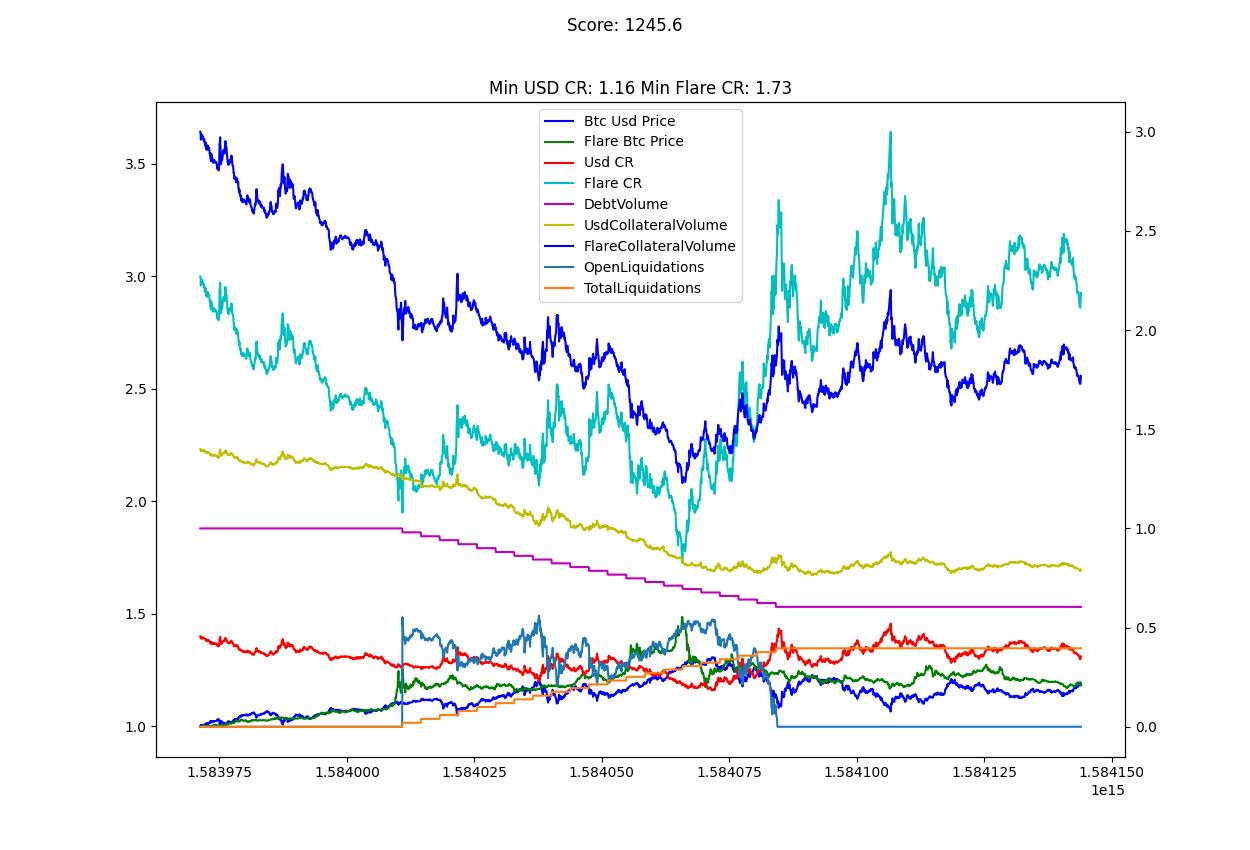 Score: 1245.6
Min USD CR: 1.16 Min Flare CR: 1.73
Btc Usd Price
Flare Btc Price
Usd CR
Flare CR
DebtVolume
UsdCollateralVolume
FlareCollateralVolume
OpenLiquidations
TotalLiquidations
3.5
3.0
2.5
2.0
1.5
1.0
3.0
2.5
2.0
1.5
1.0
0.5
0.0
1.583975 1.584000 1.584025 1.584050 1.584075 1.584100 1.584125 1.584150
1e15